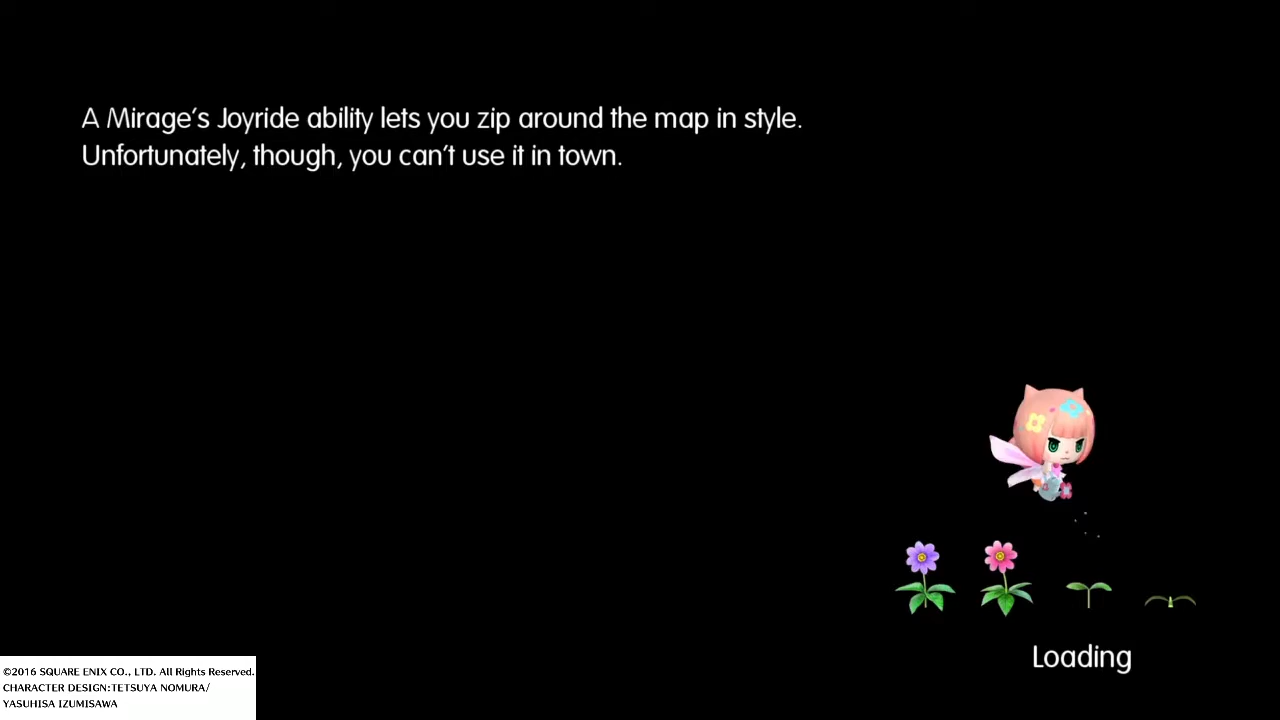 A Mirage's Joyride ability lets you zip around the map in style.
Unfortunately, though, you can't use it in town.
Loading
©2016 SQUARE ENIX CO., LTD. All Rights Reserved.
CHARACTER DESIGN:TETSUYA NOMURA/
YASUHISA IZUMISAWA